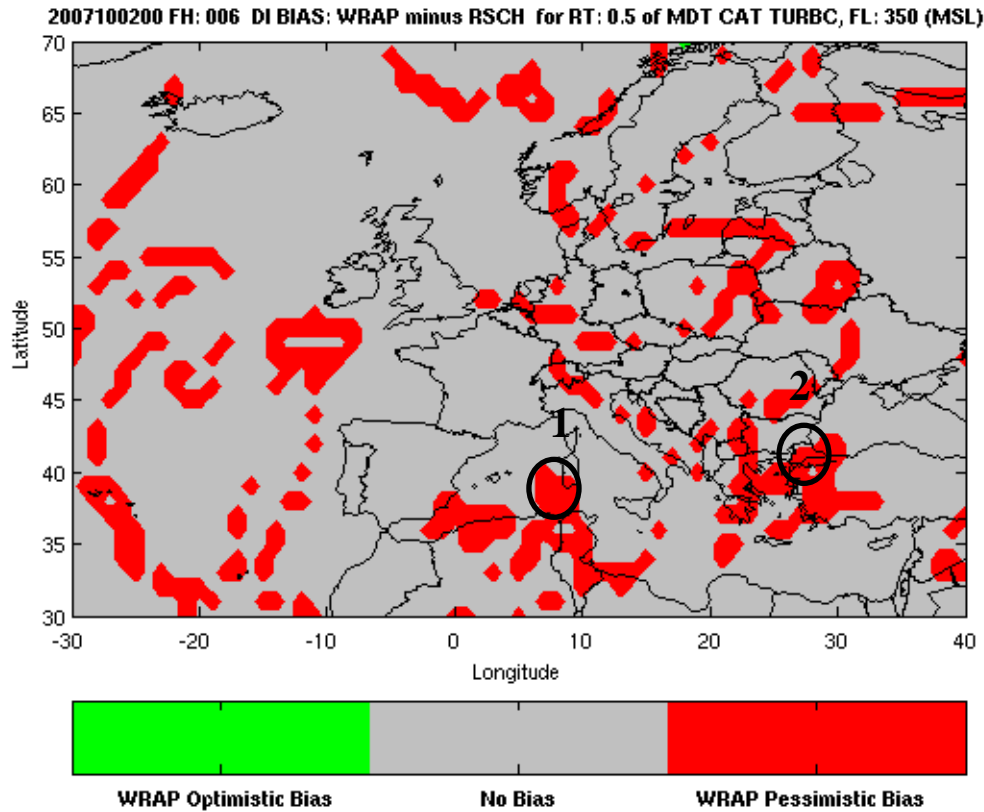 2007100200 FH: 006 DI BIAS: WRAP minus RSCH for RT: 0.5 of MDT CAT TURBC, FL: 350 (MSL)
70
65
60
55
50
45
40
35
30
Latitude
1
2
-30 -20 -10 0 10 20 30 40
Longitude
WRAP Optimistic Bias No Bias WRAP Pessimistic Bias